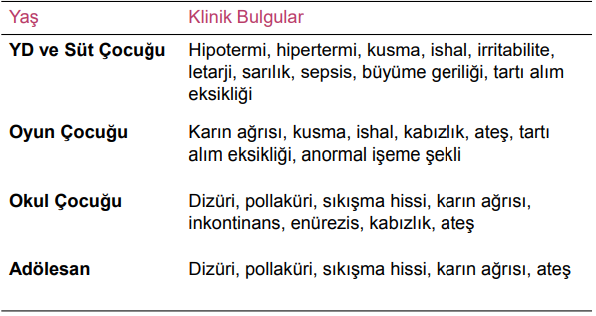 Yaş Klinik Bulgular
YD ve Süt Çocuğu Hipotermi, hipertermi, kusma, ishal, irritabilite,
letarji, sarılık, sepsis, büyüme geriliği, tartı alım
eksikliği
Oyun Çocuğu Karın ağrısı, kusma, ishal, kabızlık, ateş, tartı
alım eksikliği, anormal işeme şekli
Okul Çocuğu Dizüri, pollaküri, sıkışma hissi, karın ağrısı,
inkontinans, enürezis, kabızlık, ateş
Adölesan Dizüri, pollaküri, sıkışma hissi, karın ağrısı, ateş